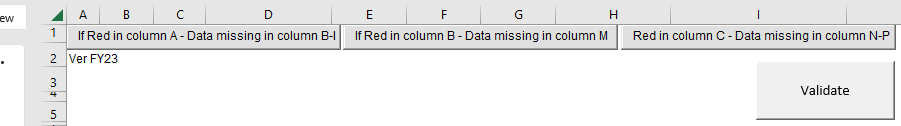 ew
A B C D E F G H I
1 If Red in column A - Data missing in column B-I If Red in column B - Data missing in column M Red in column C - Data missing in column N-P
2 Ver FY23
3
Validate
4
5